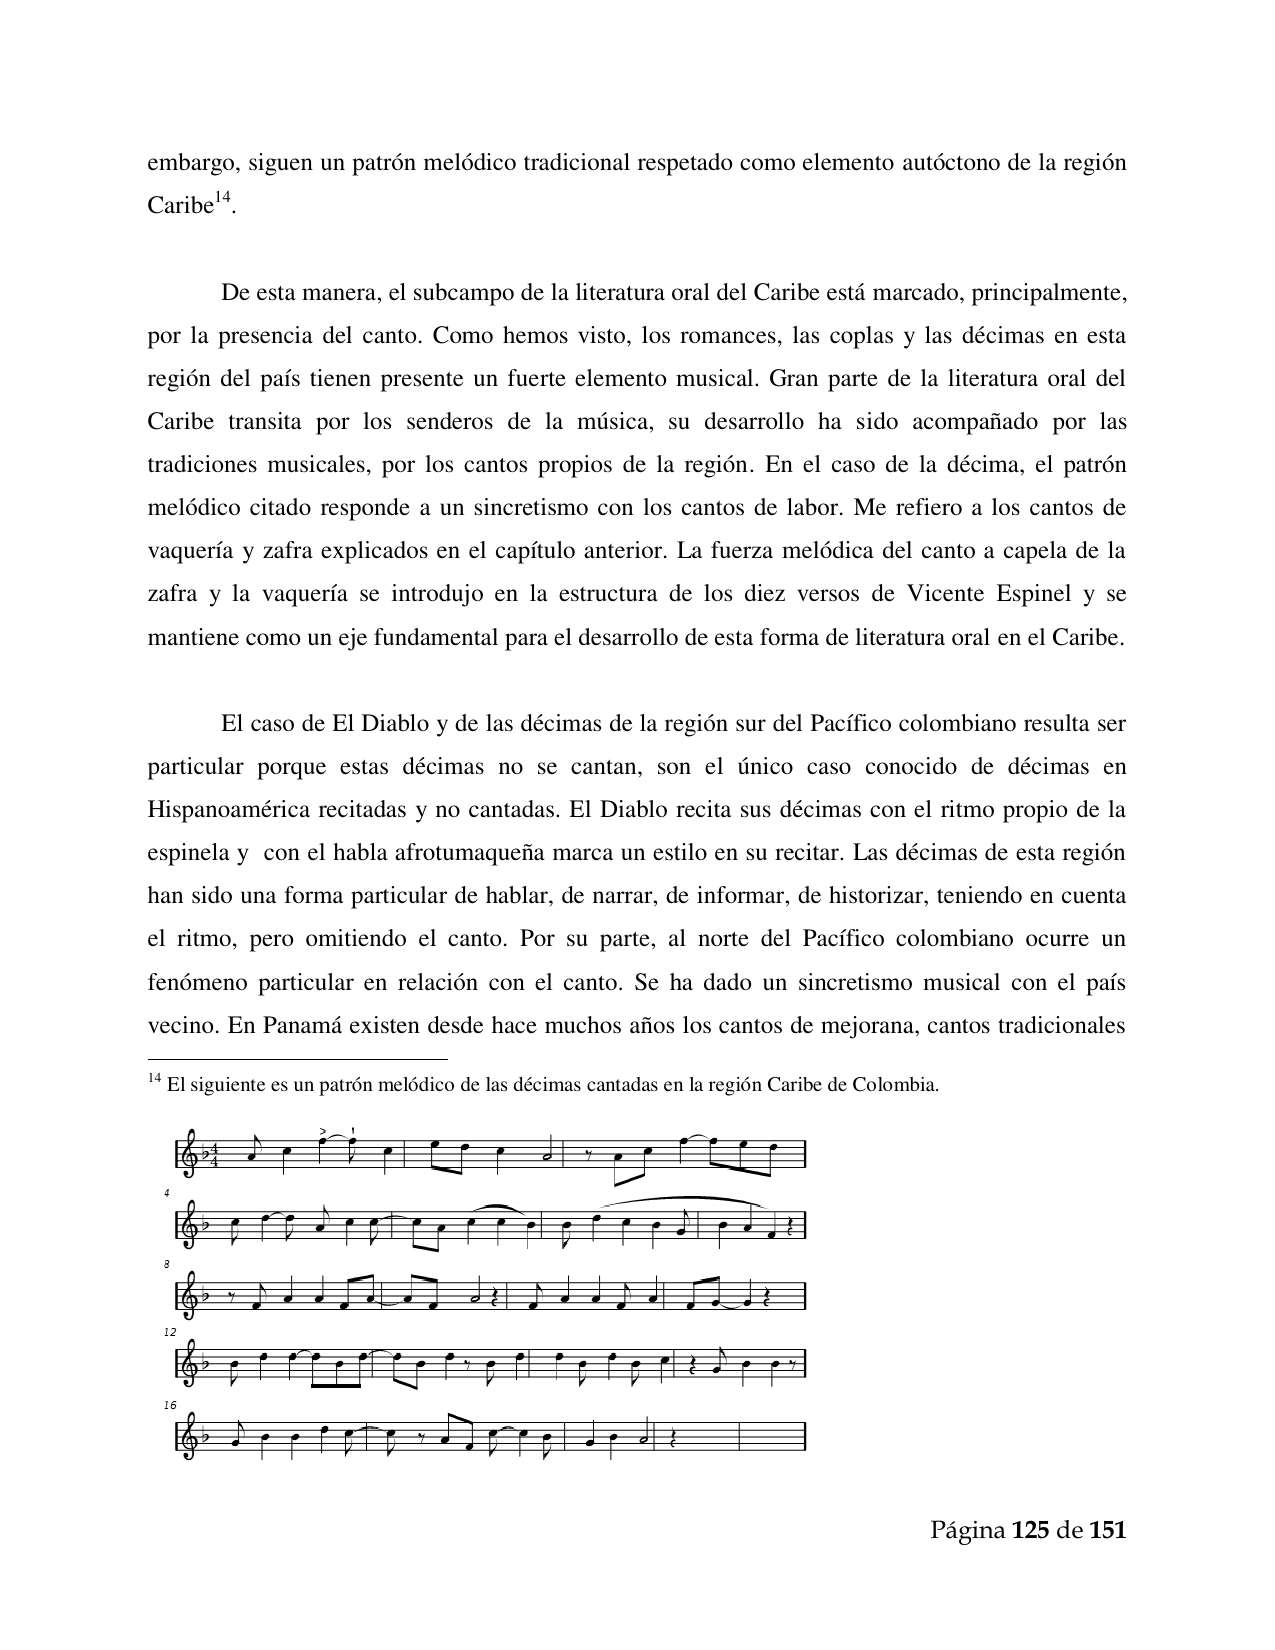 embargo, siguen un patrón melódico tradicional respetado como elemento autóctono de la región
Caribe14.
De esta manera, el subcampo de la literatura oral del Caribe está marcado, principalmente,
por la presencia del canto. Como hemos visto, los romances, las coplas y las décimas en esta
región del país tienen presente un fuerte elemento musical. Gran parte de la literatura oral del
Caribe transita por los senderos de la música, su desarrollo ha sido acompañado por las
tradiciones musicales, por los cantos propios de la región. En el caso de la décima, el patrón
melódico citado responde a un sincretismo con los cantos de labor. Me refiero a los cantos de
vaquería y zafra explicados en el capítulo anterior. La fuerza melódica del canto a capela de la
zafra y la vaquería se introdujo en la estructura de los diez versos de Vicente Espinel y se
mantiene como un eje fundamental para el desarrollo de esta forma de literatura oral en el Caribe.
El caso de El Diablo y de las décimas de la región sur del Pacífico colombiano resulta ser
particular porque estas décimas no se cantan, son el único caso conocido de décimas en
Hispanoamérica recitadas y no cantadas. El Diablo recita sus décimas con el ritmo propio de la
espinela y con el habla afrotumaqueña marca un estilo en su recitar. Las décimas de esta región
han sido una forma particular de hablar, de narrar, de informar, de historizar, teniendo en cuenta
el ritmo, pero omitiendo el canto. Por su parte, al norte del Pacífico colombiano ocurre un
fenómeno particular en relación con el canto. Se ha dado un sincretismo musical con el país
vecino. En Panamá existen desde hace muchos años los cantos de mejorana, cantos tradicionales
14 El siguiente es un patrón melódico de las décimas cantadas en la región Caribe de Colombia.
4
4
4
8
12
16
Página 125 de 151